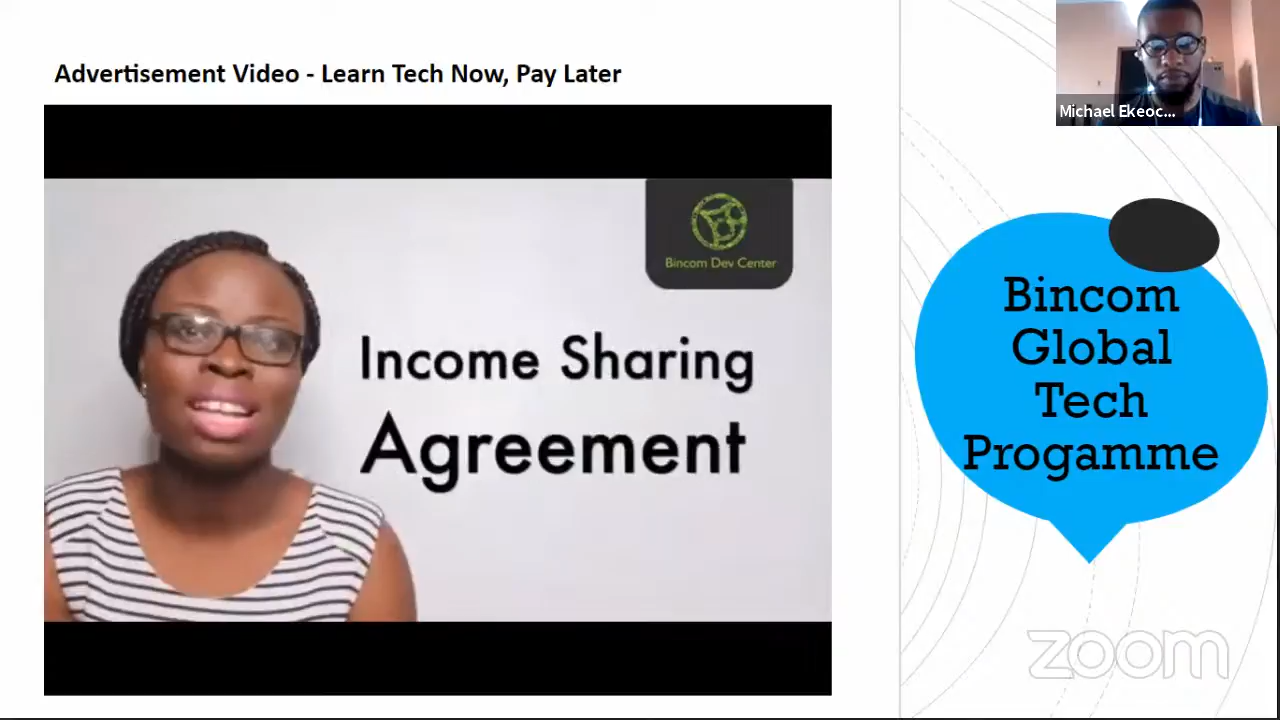 Advertisement Video - Learn Tech Now, Pay Later
Michael Ekeoc...
Bincom Dev Center
Income Sharing
Agreement
Bincom
Global
Tech
Progamme
zoom